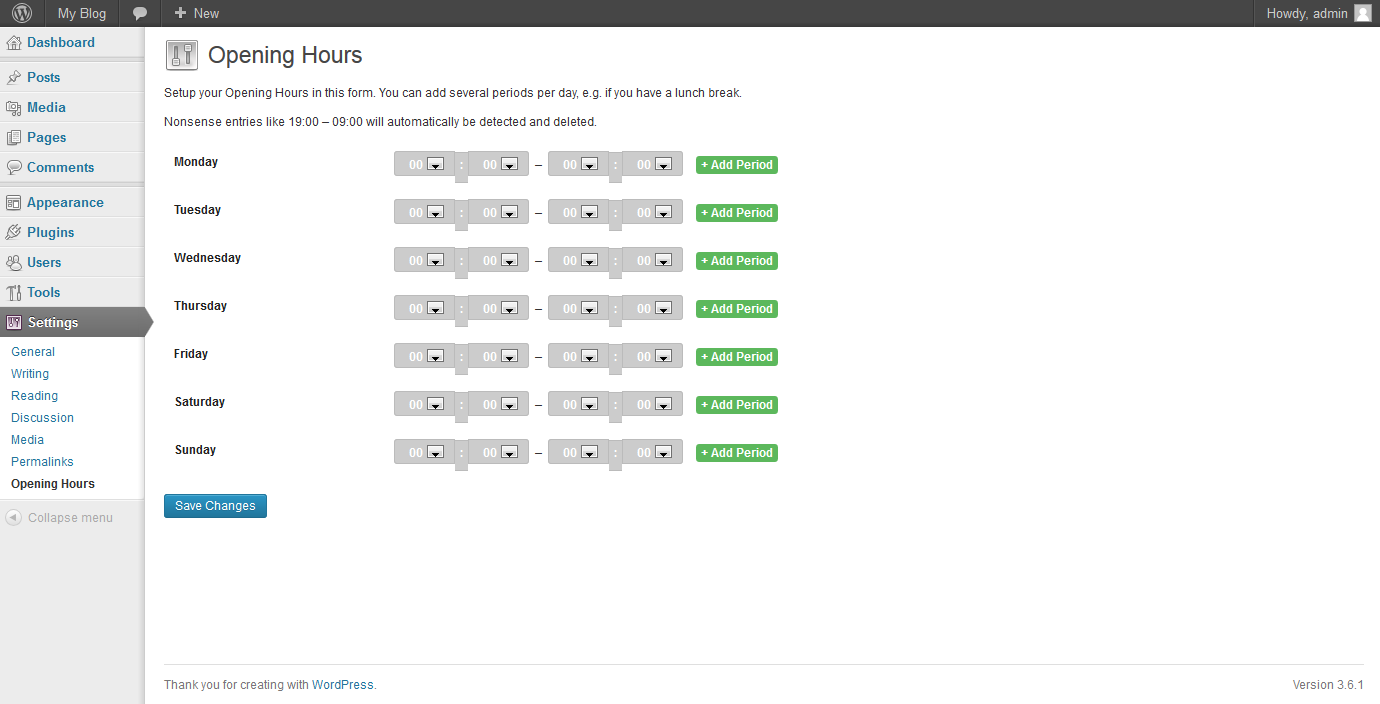 My Blog + New Howdy, admin
Dashboard
Posts
Media
Pages
Comments
Appearance
Plugins
Users
Tools
Settings
General
Writing
Reading
Discussion
Media
Permalinks
Opening Hours
Collapse menu
Opening Hours
Setup your Opening Hours in this form. You can add several periods per day, e.g. if you have a lunch break.
Nonsense entries like 19:00 – 09:00 will automatically be detected and deleted.
Monday 00 : 00 – 00 : 00 + Add Period
Tuesday 00 : 00 – 00 : 00 + Add Period
Wednesday 00 : 00 – 00 : 00 + Add Period
Thursday 00 : 00 – 00 : 00 + Add Period
Friday 00 : 00 – 00 : 00 + Add Period
Saturday 00 : 00 – 00 : 00 + Add Period
Sunday 00 : 00 – 00 : 00 + Add Period
Save Changes
Thank you for creating with WordPress. Version 3.6.1